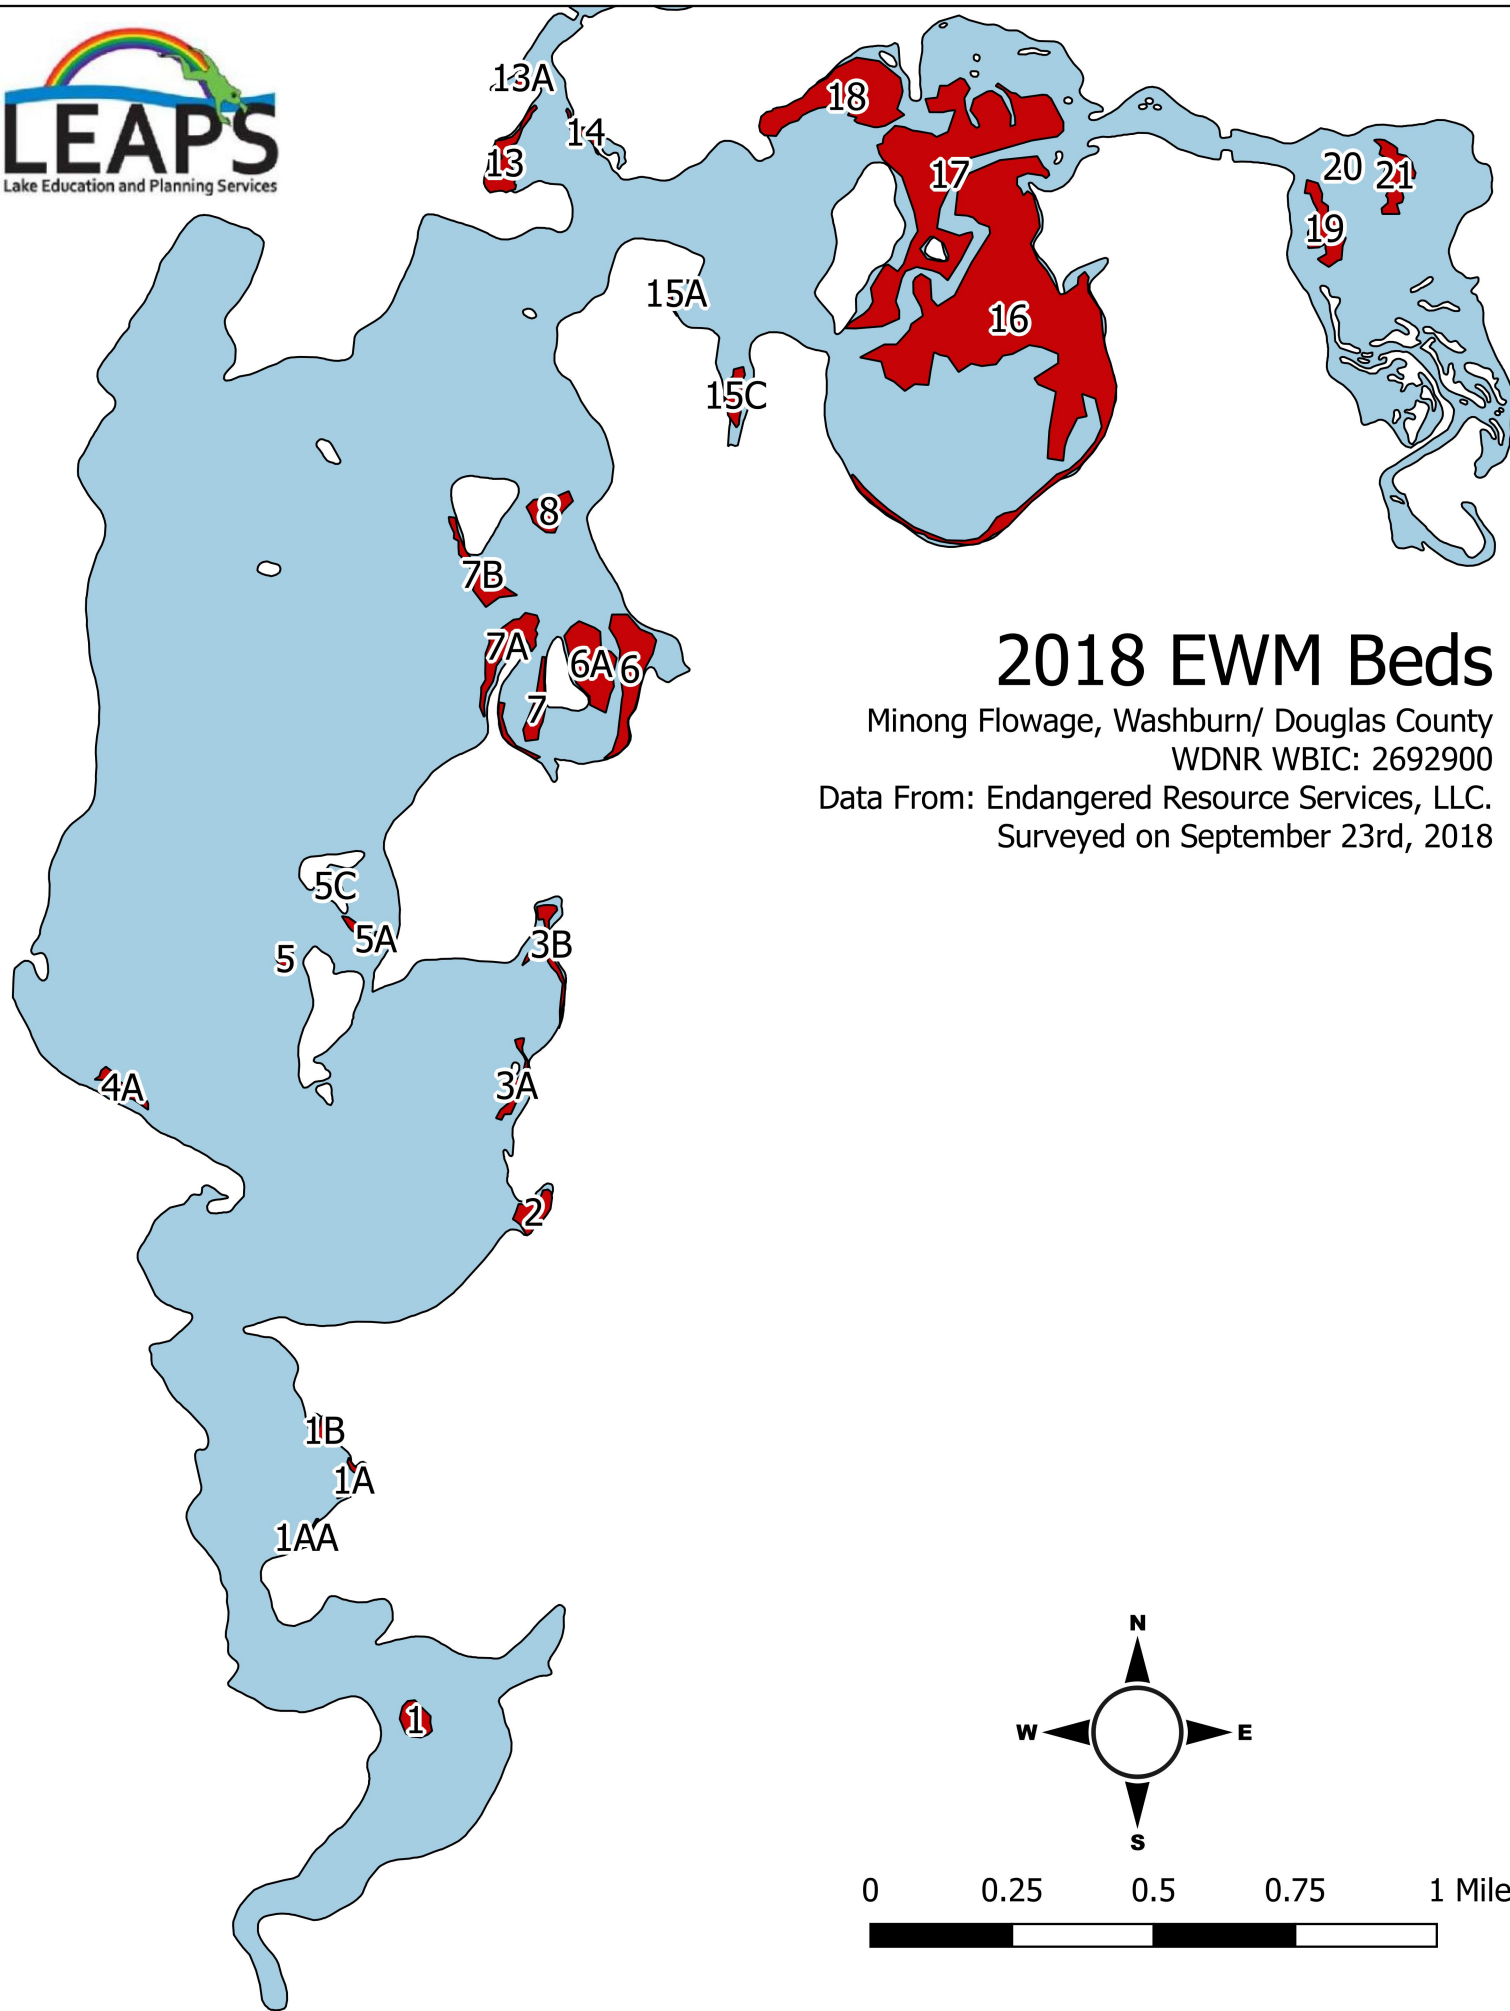 LEAPS
Lake Education and Planning Services
13A
13
14
18
17
20
21
19
15A
16
15C
8
7B
7A
6A
6
7
2018 EWM Beds
Minong Flowage, Washburn/ Douglas County
WDNR WBIC: 2692900
Data From: Endangered Resource Services, LLC.
Surveyed on September 23rd, 2018
5C
5A
5
3B
4A
3A
2
1B
1A
1AA
1
N
W
E
S
0 0.25 0.5 0.75 1 Mile